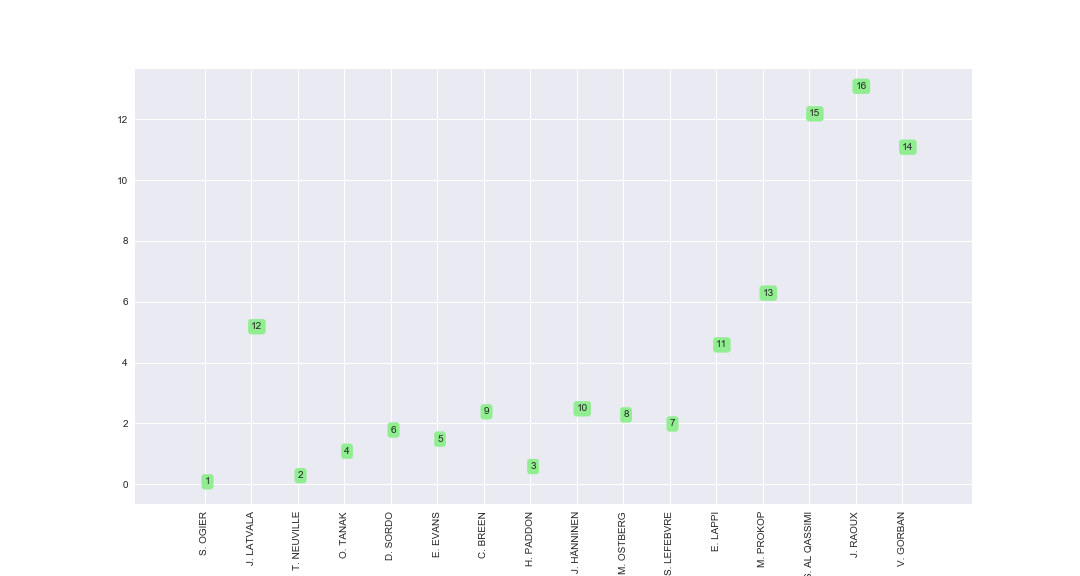 12
10
8
6
4
2
0
16
15
14
13
12
11
10
9
8
7
6
5
4
3
2
1
S. OGIER
J. LATVALA
T. NEUVILLE
O. TANAK
D. SORDO
E. EVANS
C. BREEN
H. PADDON
J. HANNINEN
M. OSTBERG
S. LEFEBVRE
E. LAPPI
M. PROKOP
AL QASSIMI
J. RAOUX
V. GORBAN